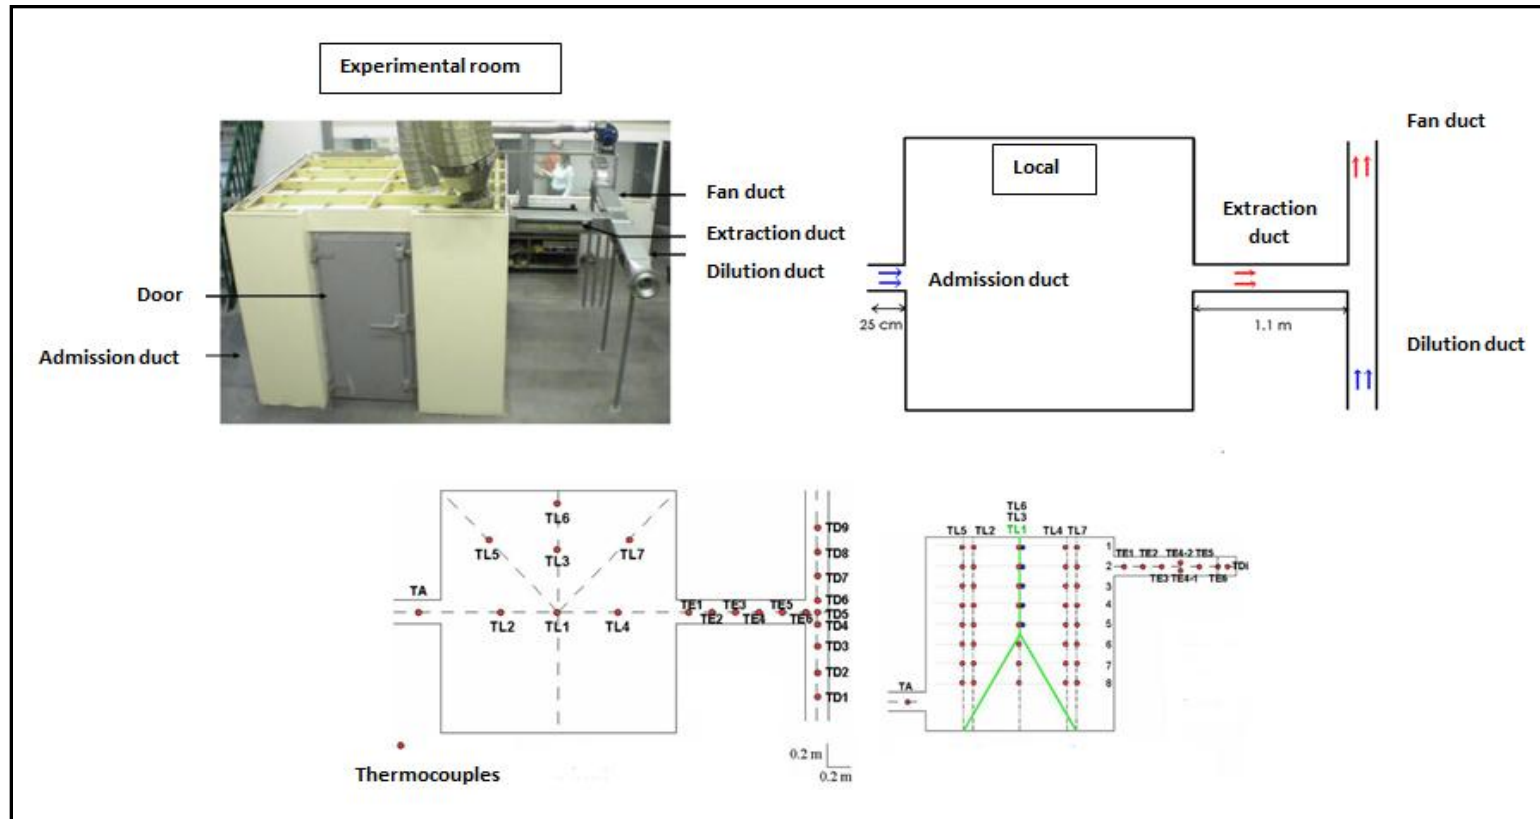 Experimental room
Fan duct
Extraction duct
Dilution duct
Door
Admission duct
Fan duct
Local
Extraction
duct
Admission duct
25 cm
1.1 m
Dilution duct
TL6
TL5
TL3
TL7
TA
TL2
TL1
TL4
TE1
TE2
TE3
TE4
TE5
TE6
TD9
TD8
TD7
TD6
TD5
TD4
TD3
TD2
TD1
0.2 m
0.2 m
Thermocouples
TL6
TL3
TL5 TL2 TL1 TL4 TL7
1
2
3
4
5
6
7
8
TE1 TE2 TE4-2 TE5
TE3 TE4-1 TE6
TA